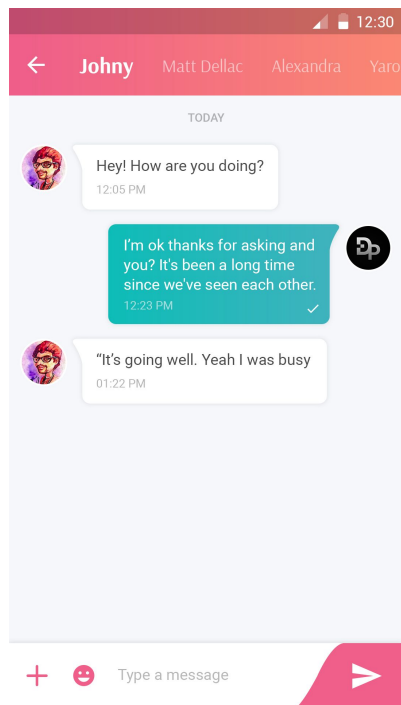 12:30
Johny Matt Dellac Alexandra Yaro
TODAY
Hey! How are you doing?
12:05 PM
I'm ok thanks for asking and
you? It's been a long time
since we've seen each other.
12:23 PM
DP
“It's going well. Yeah I was busy
01:22 PM
Type a message